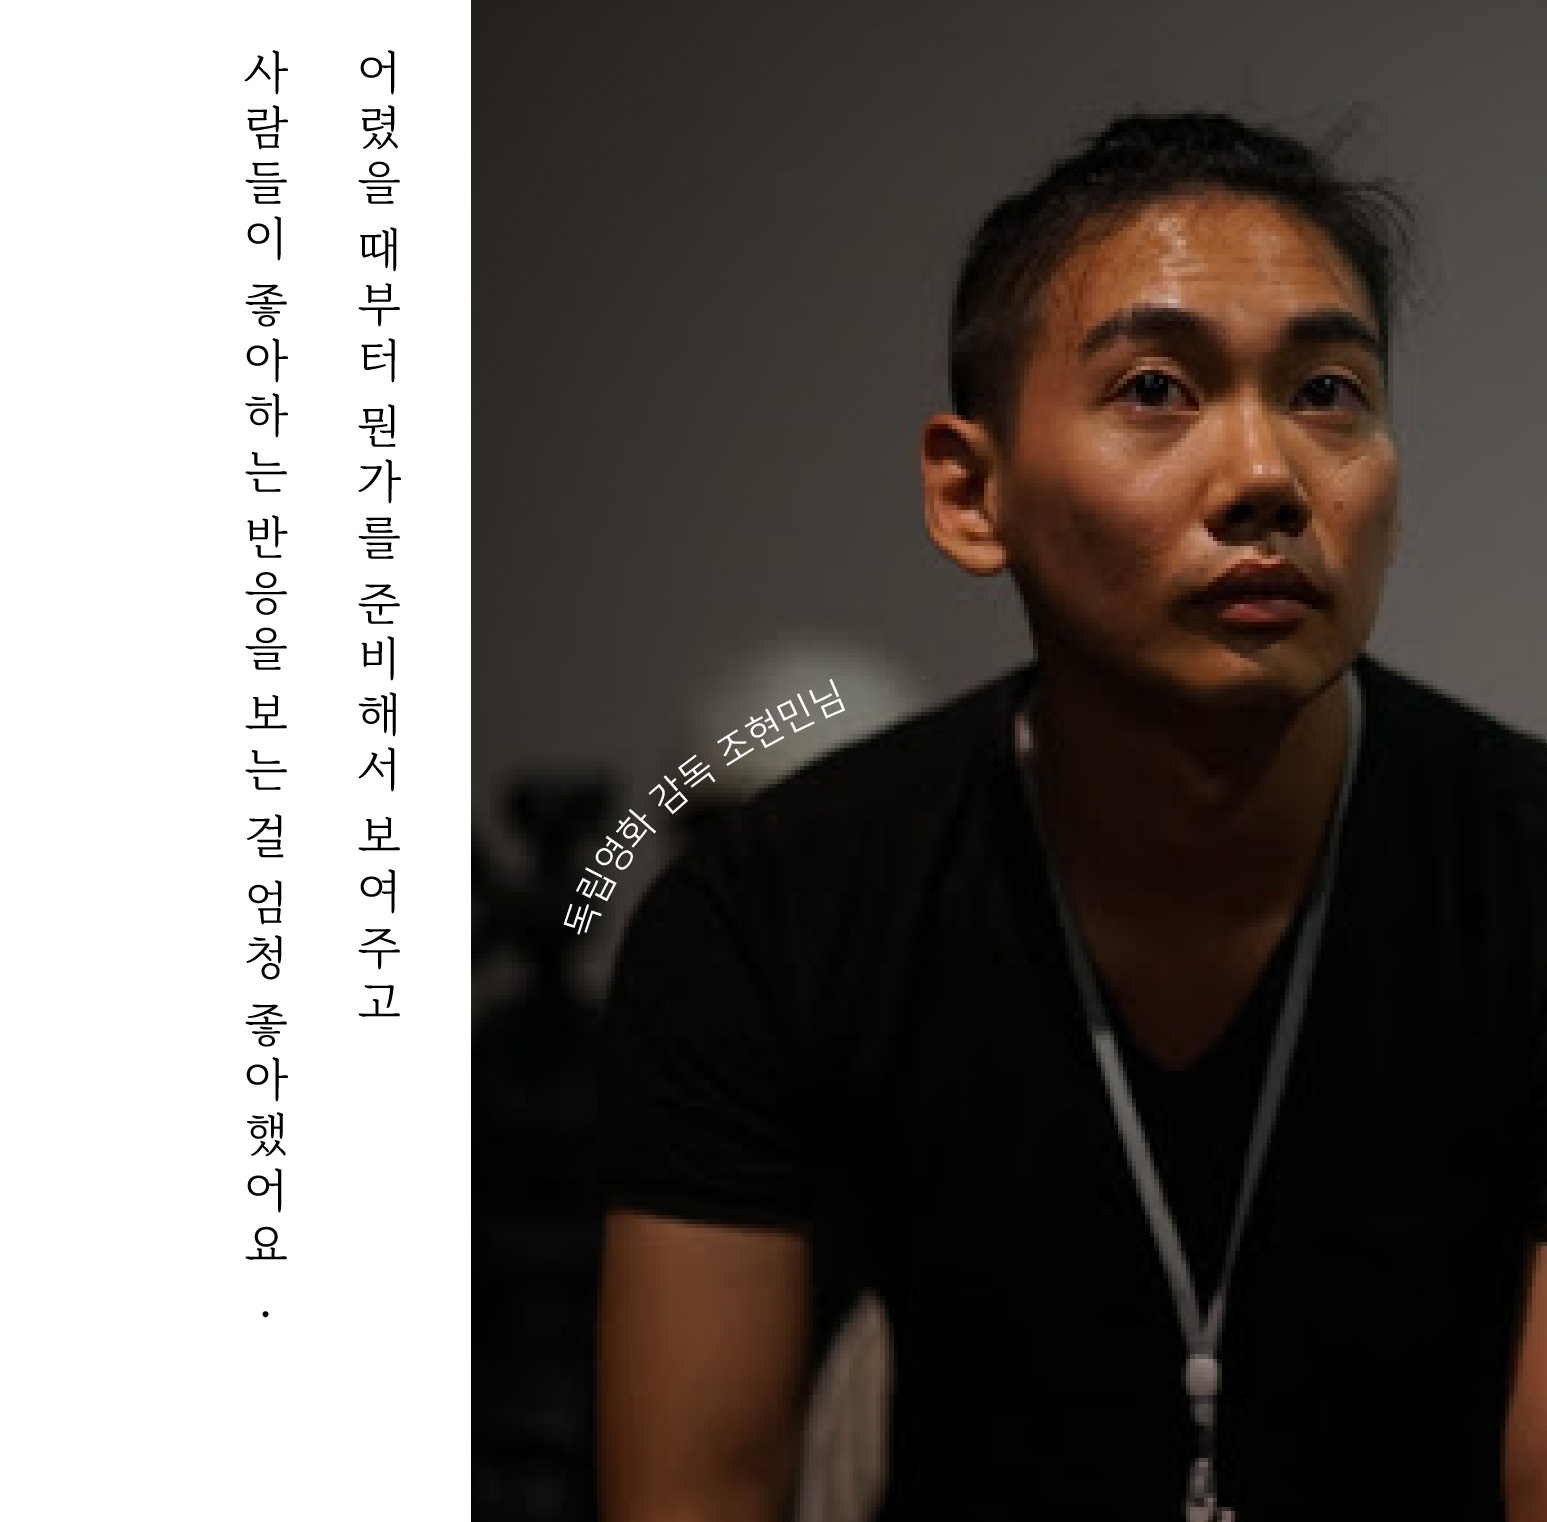 어렸을 때부터 뭔가를 준비해서 보여주고
사람들이 좋아하는 반응을 보는 걸 엄청 좋아했어요.
독립영화 감독 조현민님